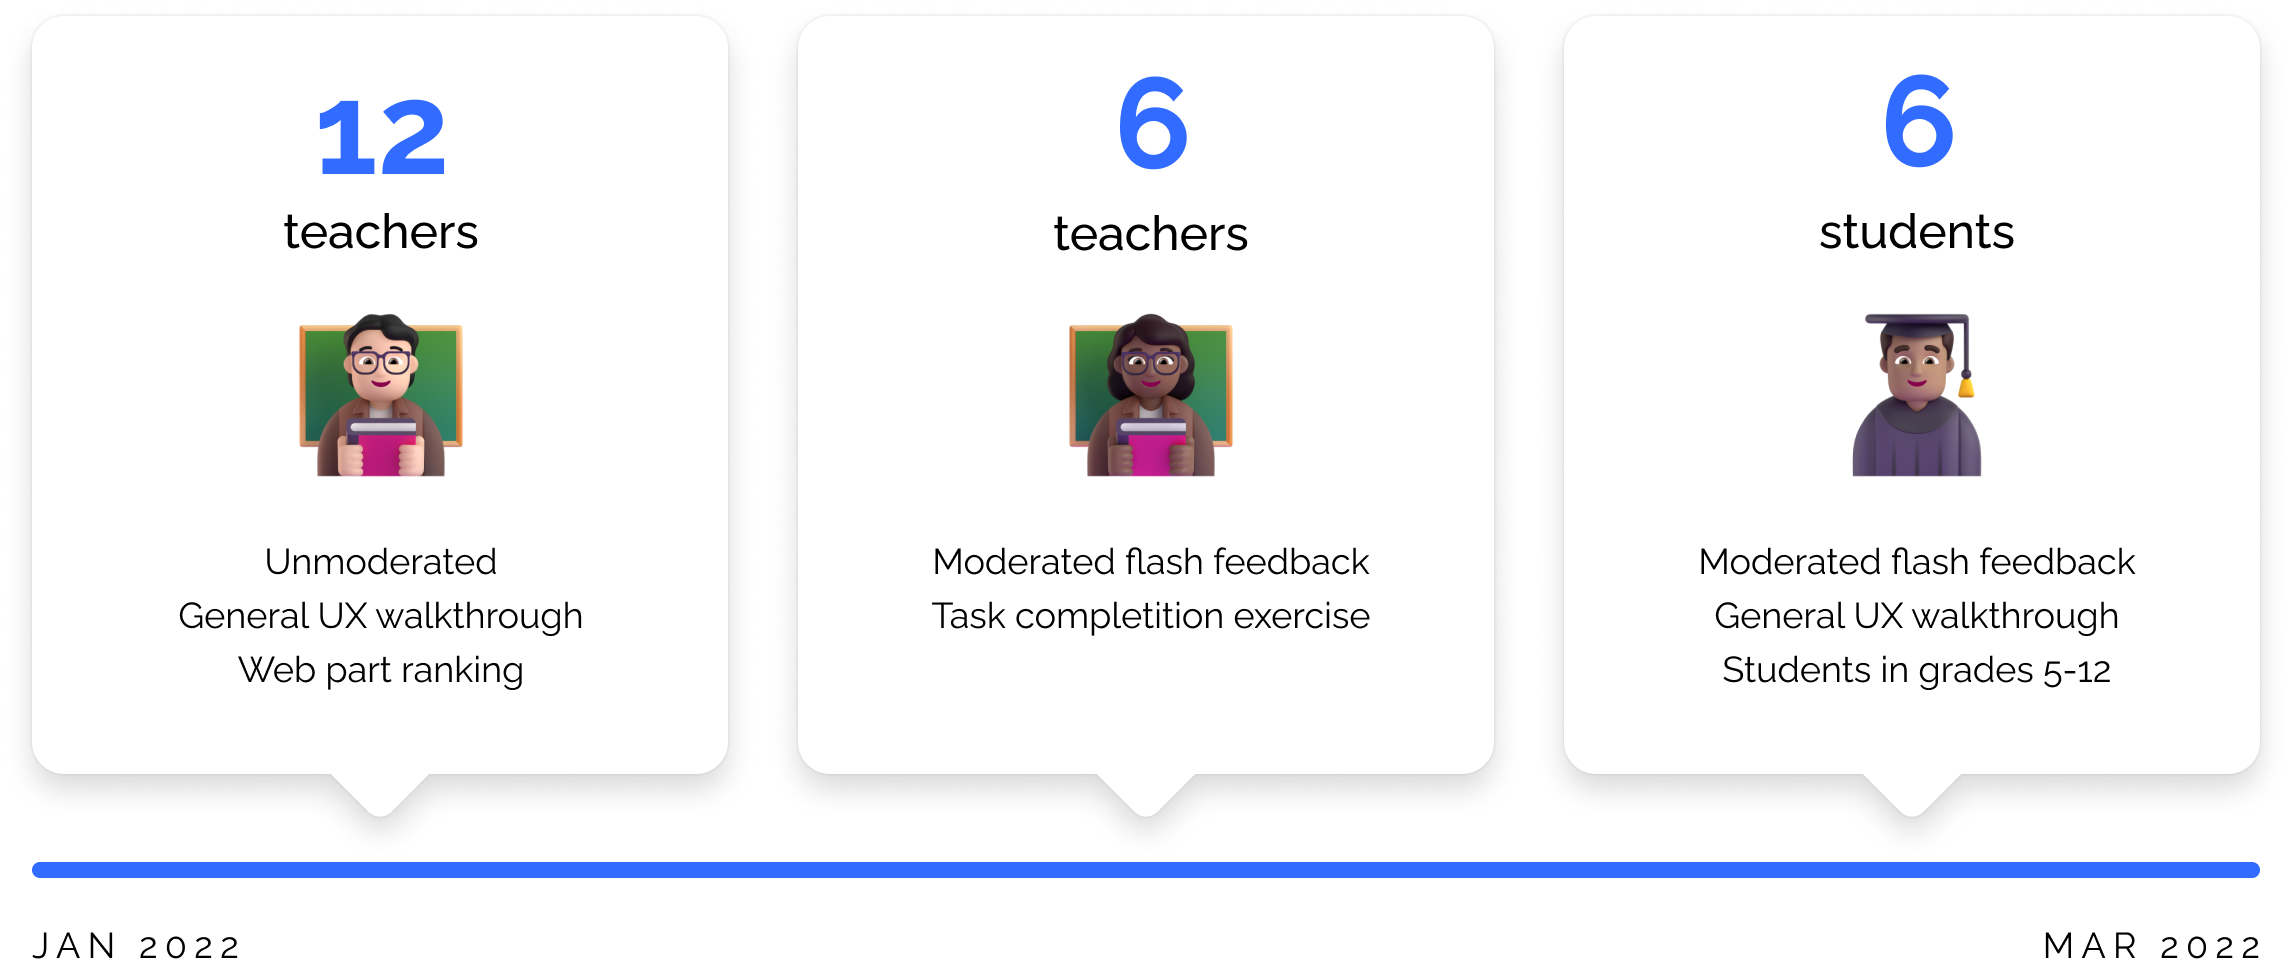 12
teachers
Unmoderated
General UX walkthrough
Web part ranking
6
teachers
Moderated flash feedback
Task completition exercise
6
students
Moderated flash feedback
General UX walkthrough
Students in grades 5-12
JAN 2022
MAR 2022